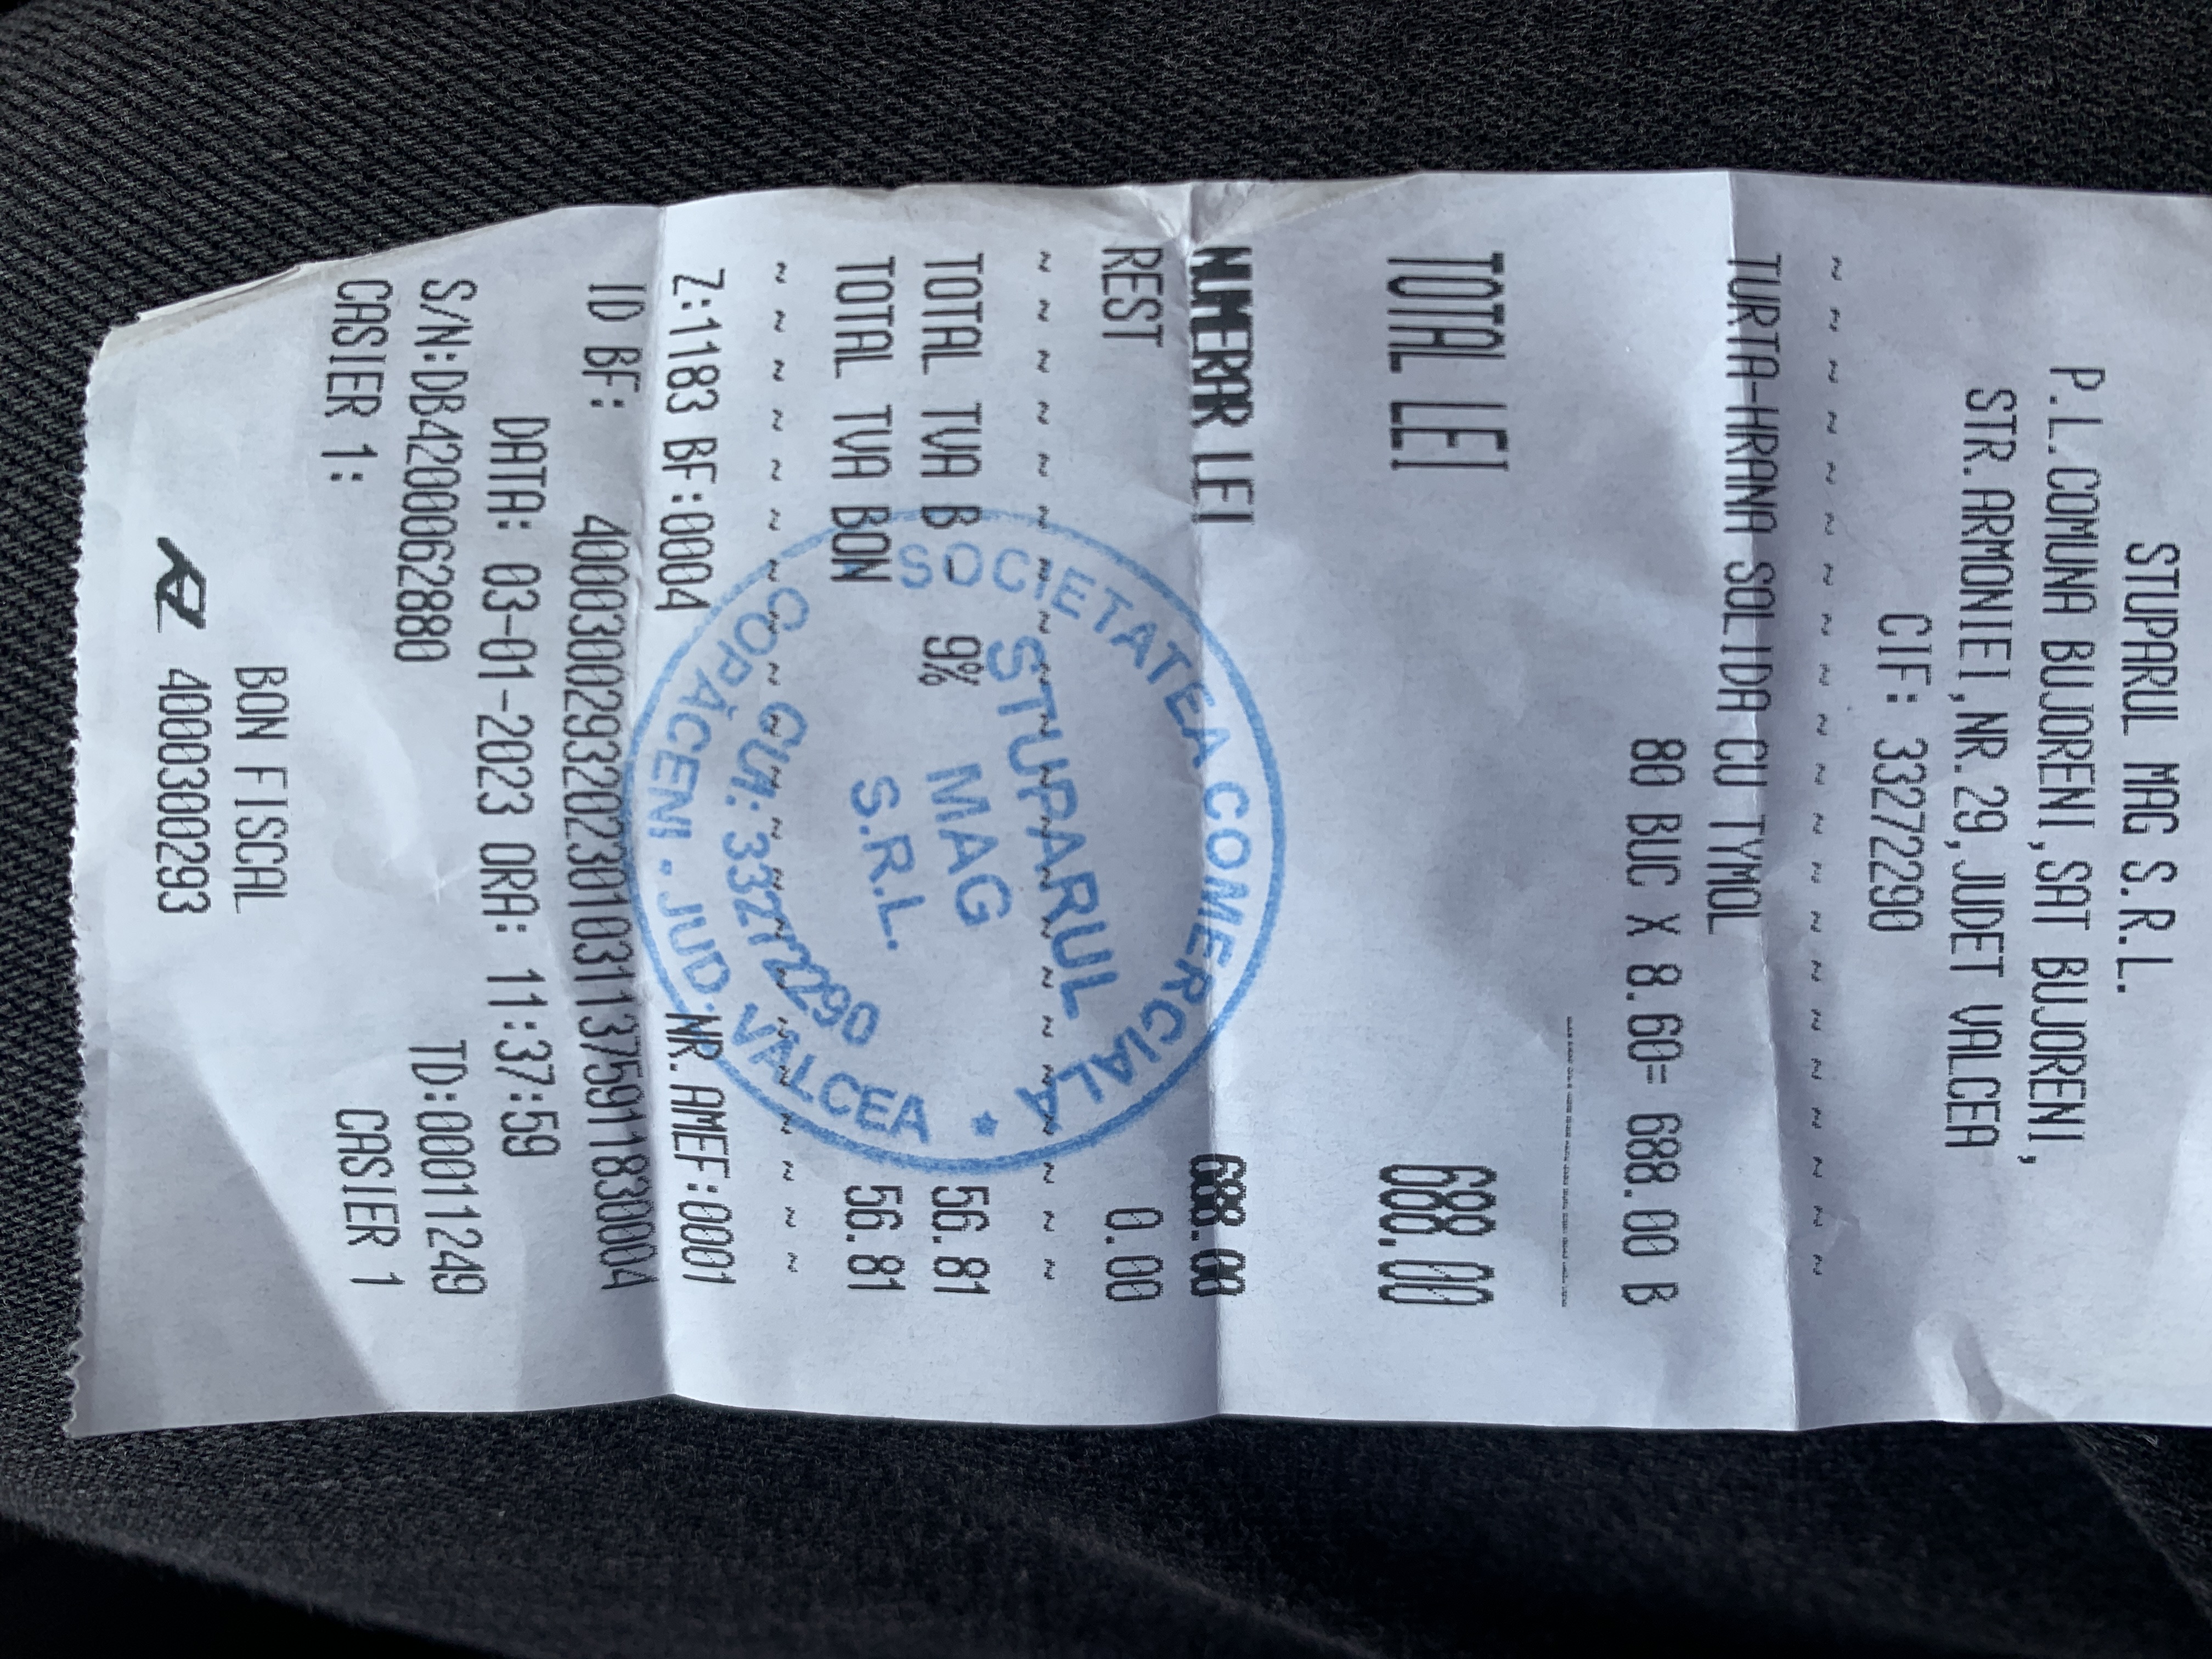 STUPARUL MAG S.R.L.
P.L.COMUNA BUJORENI,SAT BUJORENI,
STR.ARMONIEI,NR.29,JUDET VALCEA
CIF: 33272290
~ ~ ~ ~ ~ ~ ~ ~ ~ ~ ~ ~ ~ ~ ~ ~ ~ ~ ~ ~ ~
TURTA-HRANA SOLIDA CU TYMOL
80 BUC X 8.60= 688.00 B
TOTAL LEI 688.00
NUMERAR LEI 688.00
REST 0.00
~ ~ ~ ~ ~ ~ ~ ~ ~ ~ ~ ~ ~ ~ ~ ~ ~ ~ ~ ~ ~
TOTAL TVA B - 9% 56.81
TOTAL TVA BON 56.81
~ ~ ~ ~ ~ ~ ~ ~ ~ ~ ~ ~ ~ ~ ~ ~ ~ ~ ~ ~ ~
Z:1183 BF:0004 NR.AMEF:0001
ID BF: 40003002932023010311375911830004
DATA: 03-01-2023 ORA: 11:37:59
S/N:DB4200062880 TD:00011249
CASIER 1: CASIER 1
BON FISCAL
4000300293
SOCIETATEA COMERCIALA
STUPARUL
MAG
S.R.L.
CUI: 33272290
COPĂCENI - JUD. VALCEA